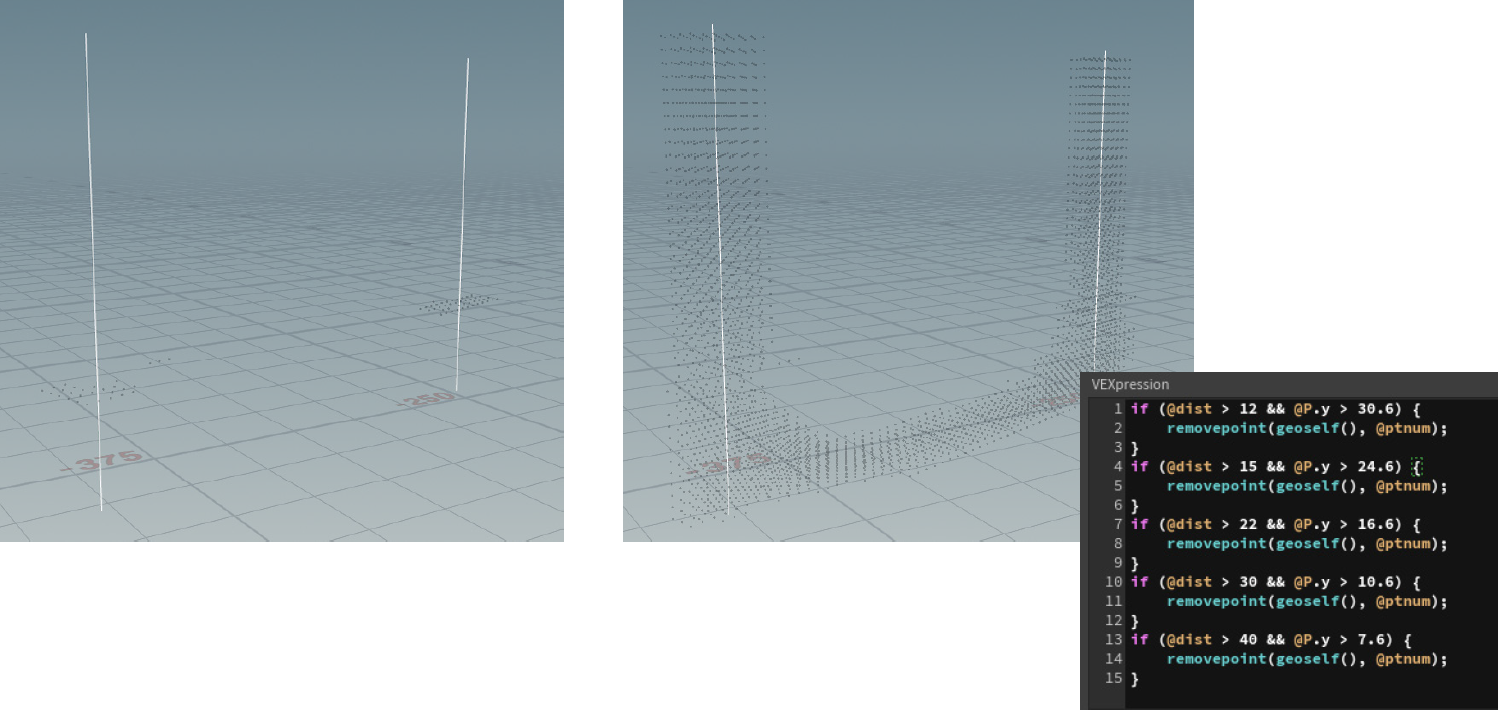 -250
-375
-375
VEXpression
1 if (@dist > 12 && @P.y > 30.6) {
2     removepoint(geoself(), @ptnum);
3 }
4 if (@dist > 15 && @P.y > 24.6) {
5     removepoint(geoself(), @ptnum);
6 }
7 if (@dist > 22 && @P.y > 16.6) {
8     removepoint(geoself(), @ptnum);
9 }
10 if (@dist > 30 && @P.y > 10.6) {
11     removepoint(geoself(), @ptnum);
12 }
13 if (@dist > 40 && @P.y > 7.6) {
14     removepoint(geoself(), @ptnum);
15 }